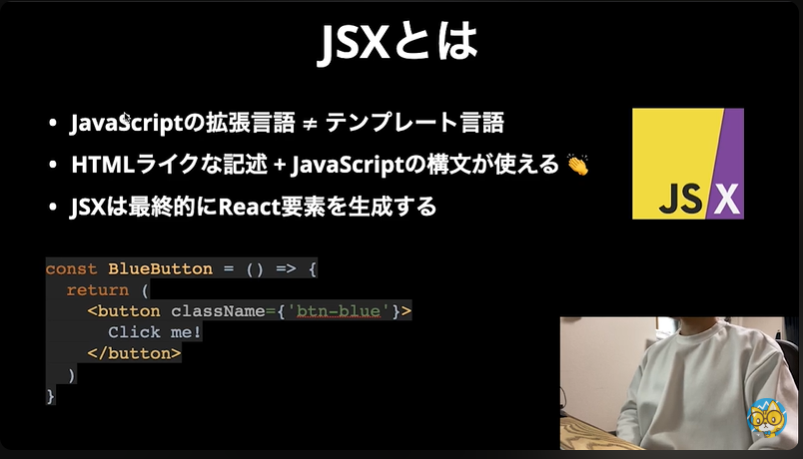 JSXとは
• JavaScriptの拡張言語 ≠ テンプレート言語
• HTMLライクな記述 + JavaScriptの構文が使える 👏
• JSXは最終的にReact要素を生成する
JSX
const BlueButton = () => {
  return (
    <button className={'btn-blue'}>
      Click me!
    </button>
  )
}